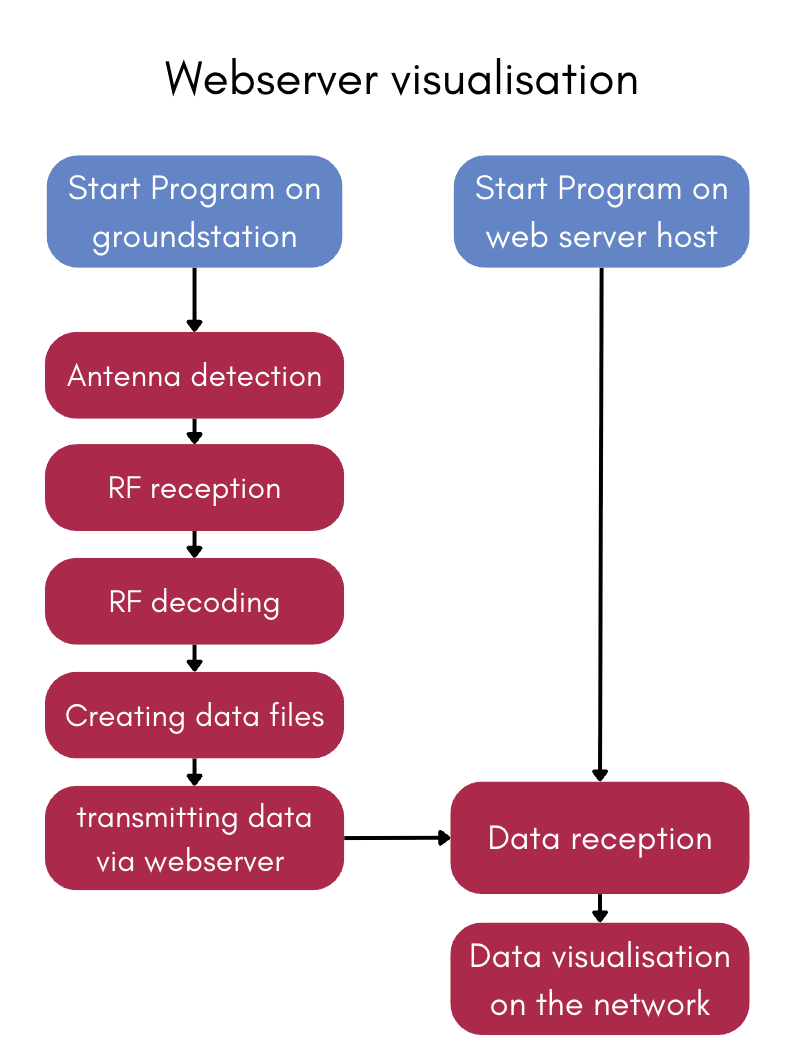 Webserver visualisation
Start Program on
groundstation
Start Program on
web server host
Antenna detection
RF reception
RF decoding
Creating data files
transmitting data
via webserver
Data reception
Data visualisation
on the network